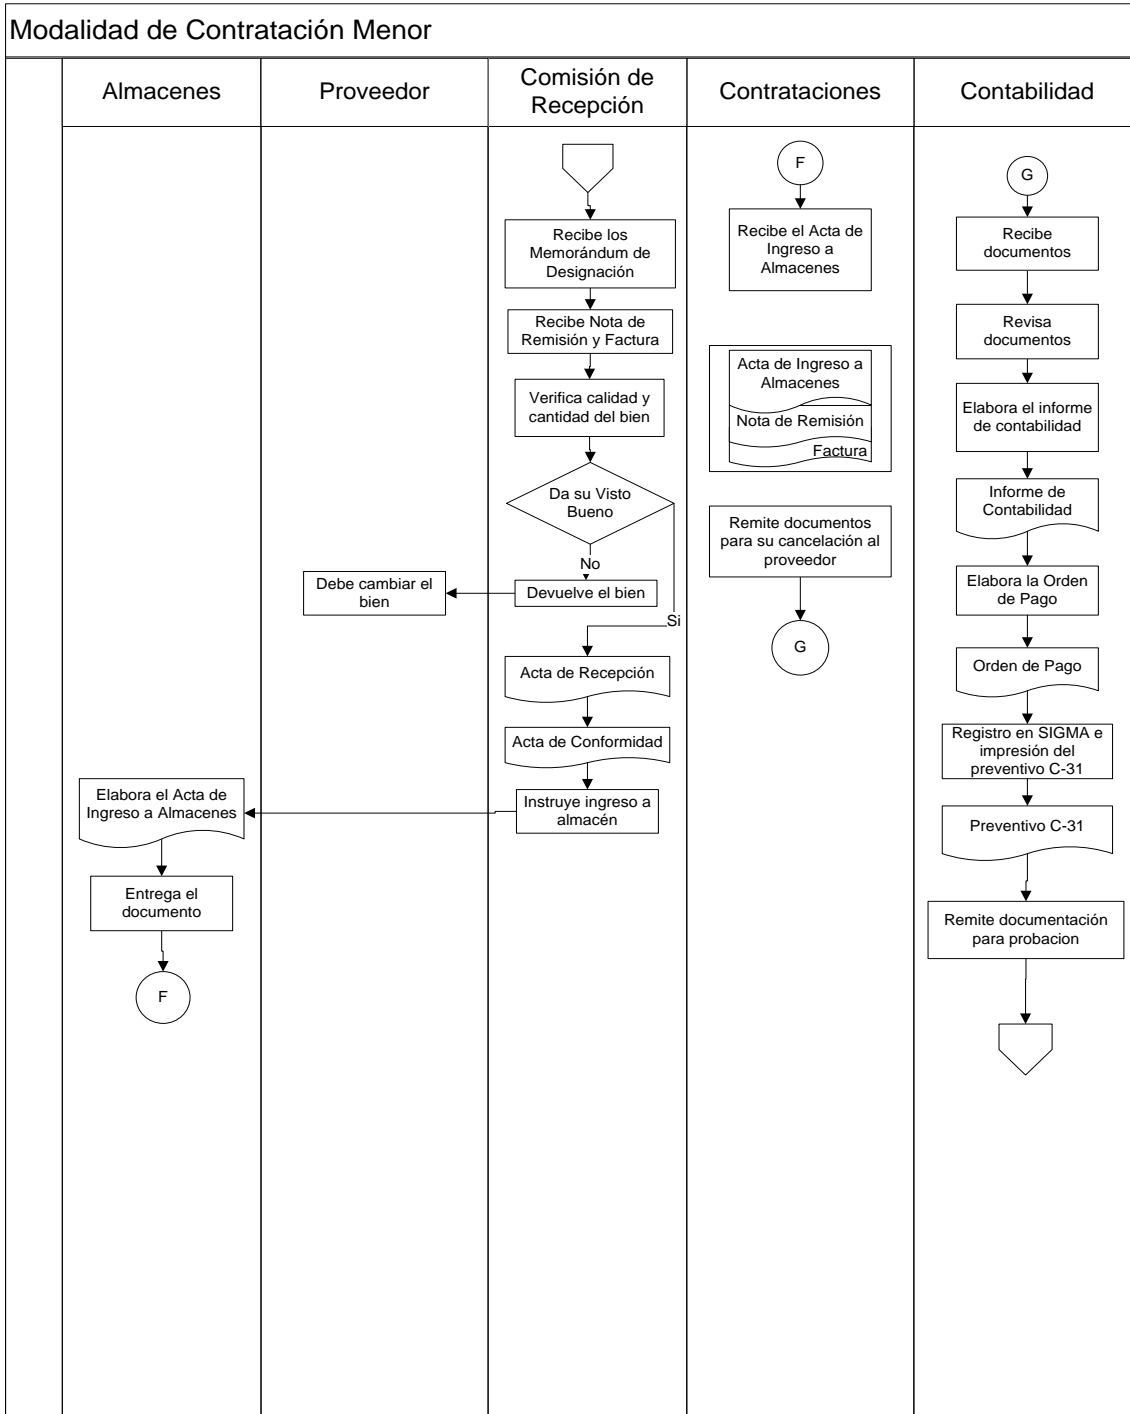 Modalidad de Contratación Menor
Almacenes
Proveedor
Comisión de
Recepción
Contrataciones
Contabilidad
Recibe los
Memorándum de
Designación
Recibe Nota de
Remisión y Factura
Verifica calidad y
cantidad del bien
Da su Visto
Bueno
No
Devuelve el bien
Debe cambiar el
bien
Si
Acta de Recepción
Acta de Conformidad
Instruye ingreso a
almacén
Elabora el Acta de
Ingreso a Almacenes
Entrega el
documento
F
F
Recibe el Acta de
Ingreso a
Almacenes
Acta de Ingreso a
Almacenes
Nota de Remisión
Factura
Remite documentos
para su cancelación al
proveedor
G
G
Recibe
documentos
Revisa
documentos
Elabora el informe
de contabilidad
Informe de
Contabilidad
Elabora la Orden
de Pago
Orden de Pago
Registro en SIGMA e
impresión del
preventivo C-31
Preventivo C-31
Remite documentación
para probacion